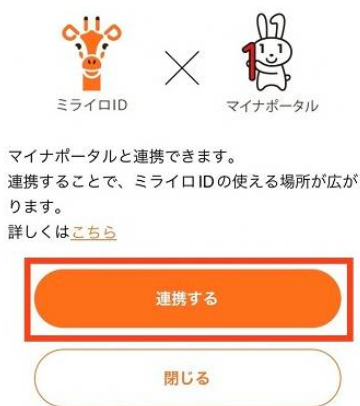 ミライロID
マイナポータル
マイナポータルと連携できます。
連携することで、ミライロIDの使える場所が広が
ります。
詳しくはこちら
連携する
閉じる